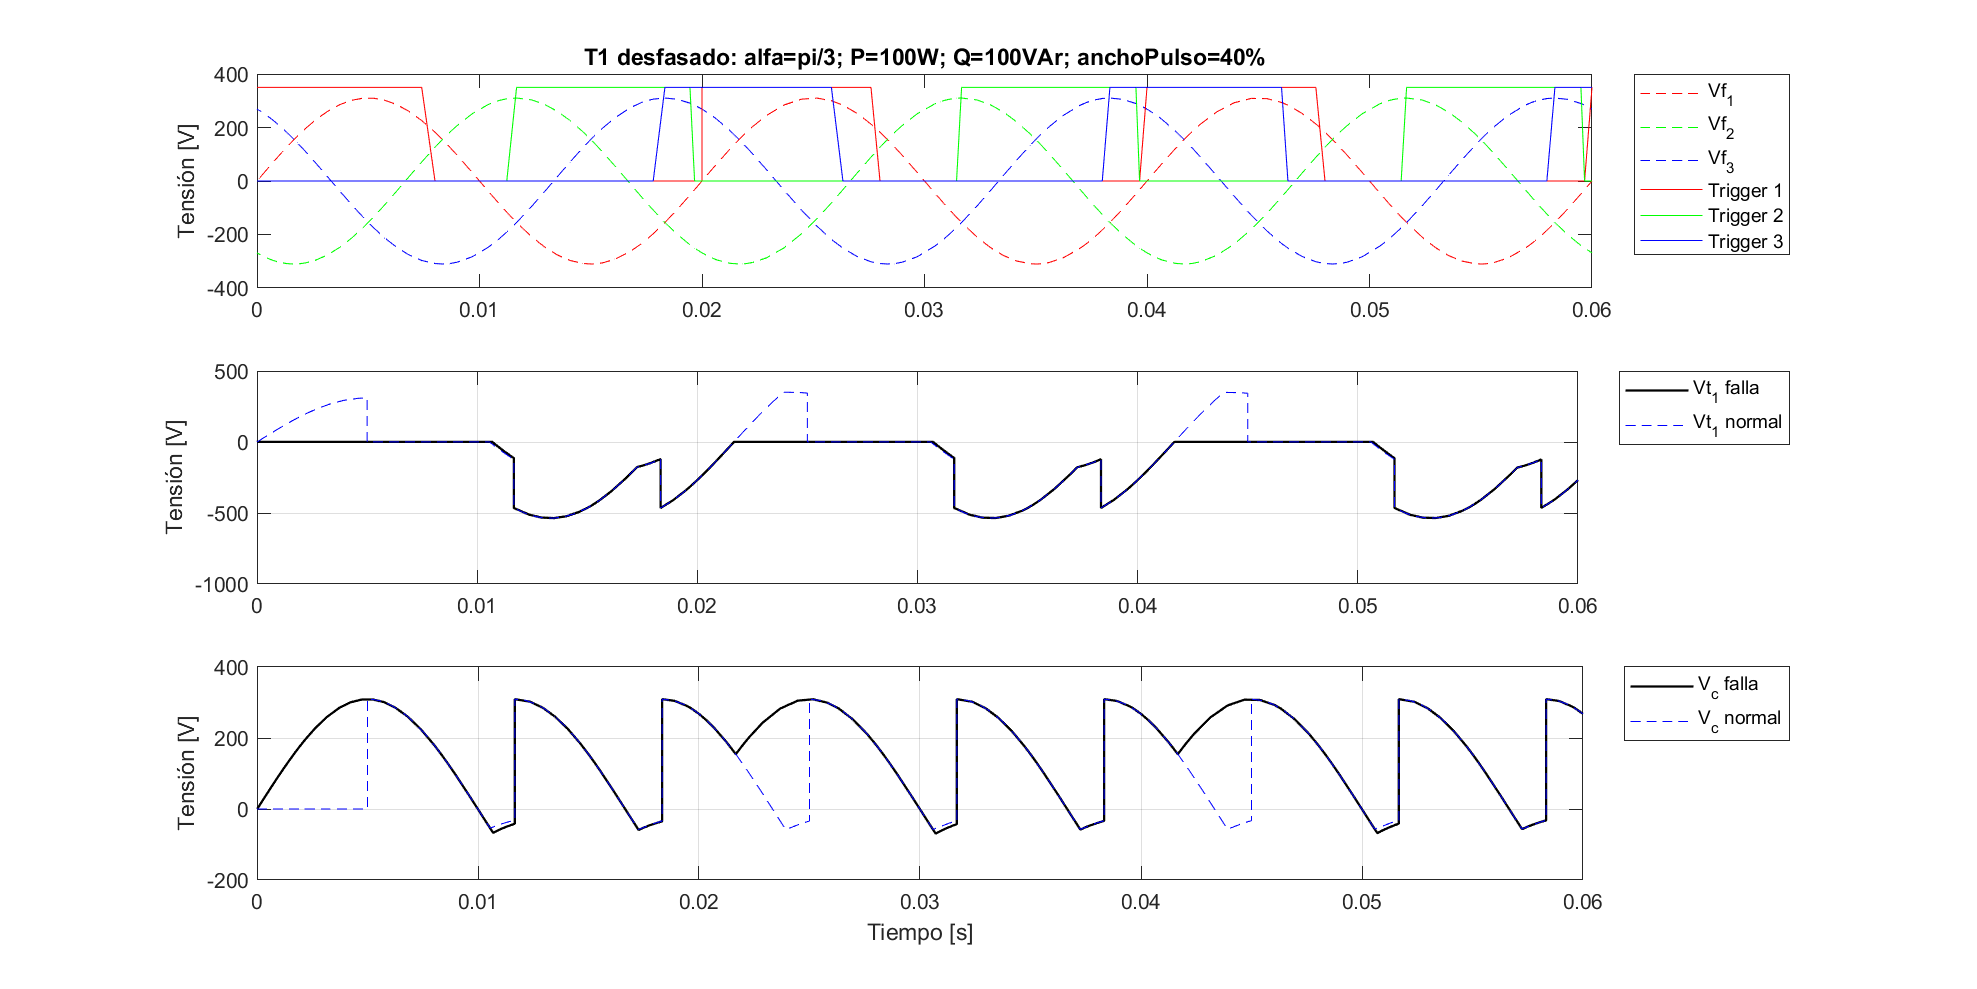 T1 desfasado: alfa=pi/3; P=100W; Q=100VAr; anchoPulso=40%
Tensión [V]
400
200
0
-200
-400
0 0.01 0.02 0.03 0.04 0.05 0.06
Vf1
Vf2
Vf3
Trigger 1
Trigger 2
Trigger 3
Tensión [V]
500
0
-500
-1000
0 0.01 0.02 0.03 0.04 0.05 0.06
Vt1 falla
Vt1 normal
Tensión [V]
400
200
0
-200
0 0.01 0.02 0.03 0.04 0.05 0.06
Tiempo [s]
Vc falla
Vc normal